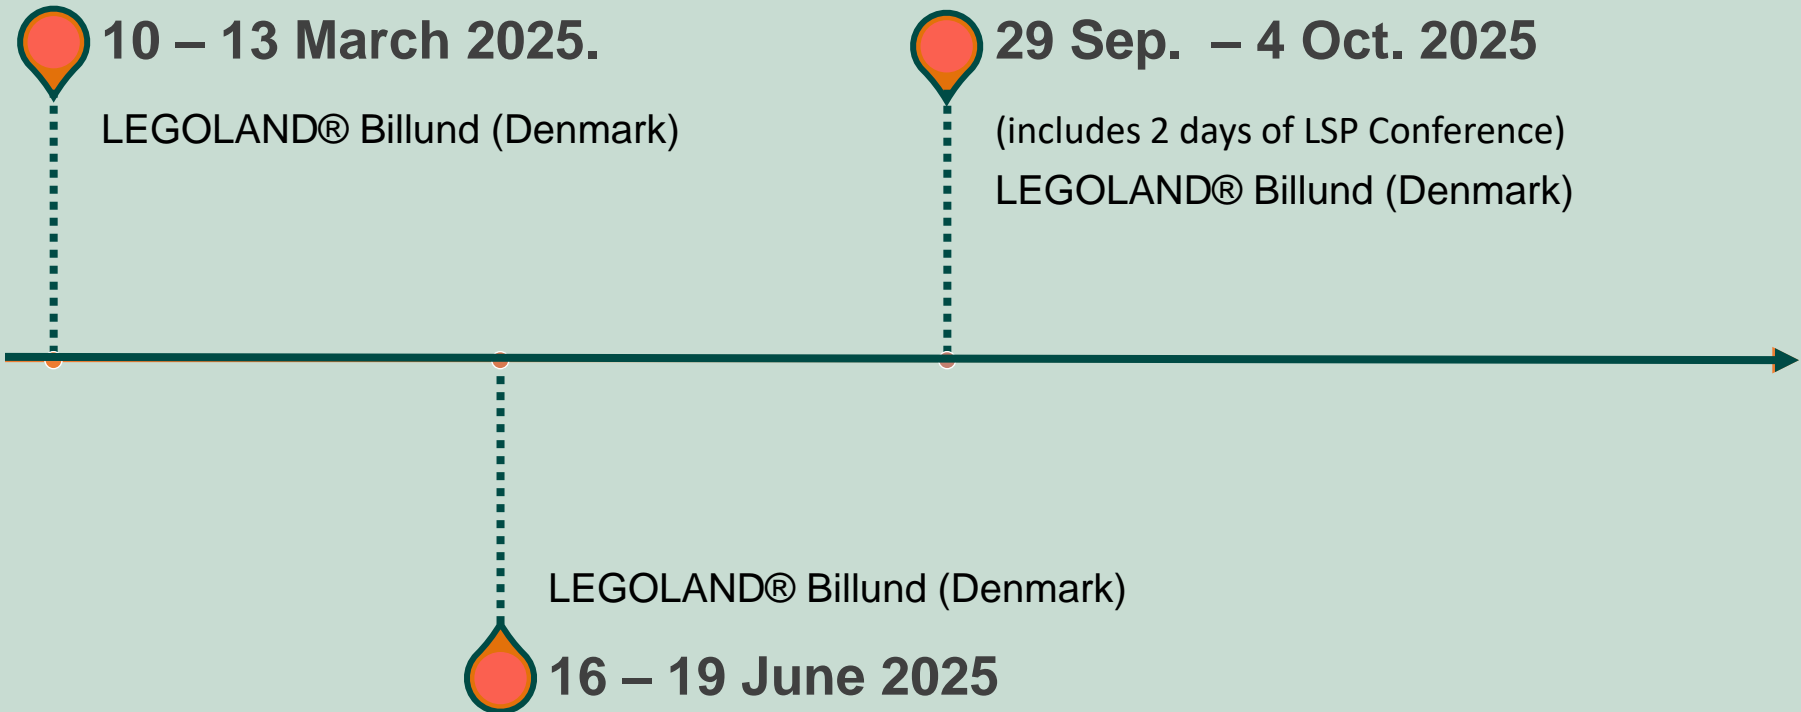 10 – 13 March 2025.
LEGOLAND® Billund (Denmark)
29 Sep. – 4 Oct. 2025
(includes 2 days of LSP Conference)
LEGOLAND® Billund (Denmark)
LEGOLAND® Billund (Denmark)
16 – 19 June 2025